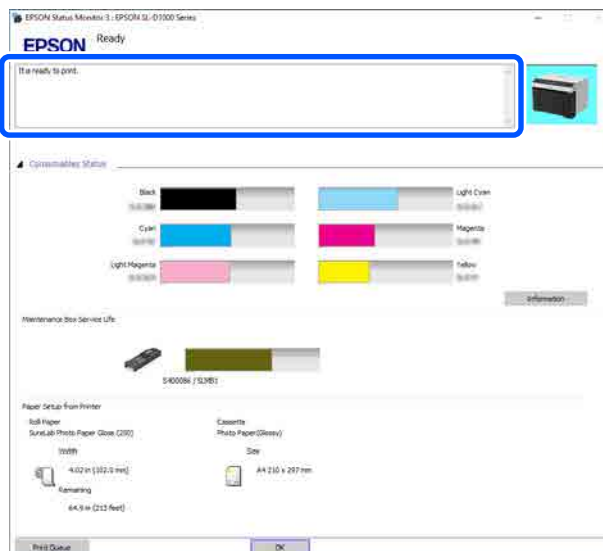 EPSON Status Monitor 3 : EPSON SL-D1000 Series
EPSON
Ready
It is ready to print.
Consumables Status
Black
Light Cyan
Cyan
Magenta
Light Magenta
Yellow
Information
Maintenance Box Service Life
S400086 / SLMB1
Paper Setup from Printer
Roll Paper
SureLab Photo Paper Gloss (250)
Width
4.02 in (102.0 mm)
Remaining
64.9 m (213 feet)
Cassette
Photo Paper(Glossy)
Size
A4 210 x 297 mm
Print Queue
OK